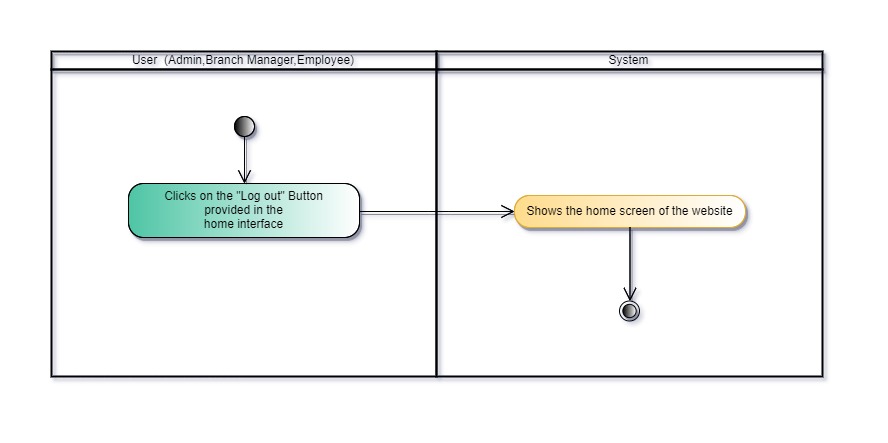 User  (Admin,Branch Manager,Employee)
System
Clicks on the "Log out" Button
provided in the
home interface
Shows the home screen of the website